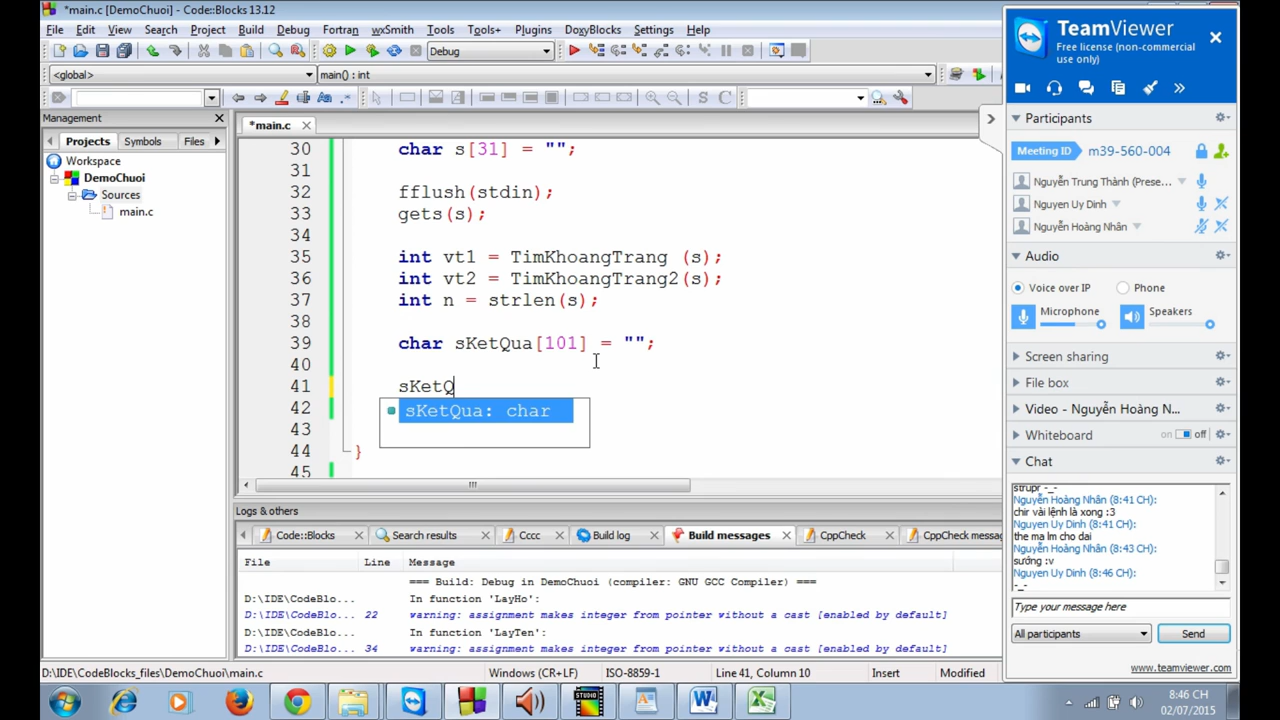 *main.c [DemoChuoi] - Code::Blocks 13.12
File Edit View Search Project Build Debug Fortran wxSmith Tools Tools+ Plugins DoxyBlocks Settings Help
Debug
<global> main() : int
S C
Management
Projects Symbols Files
Workspace
DemoChuoi
Sources
main.c
*main.c
30 char s[31] = "";
31
32 fflush(stdin);
33 gets(s);
34
35 int vt1 = TimKhoangTrang (s);
36 int vt2 = TimKhoangTrang2(s);
37 int n = strlen(s);
38
39 char sKetQua[101] = "";
40
41 sKetQ
sKetQua: char
42
43
44 }
45
Logs & others
Code::Blocks Search results Cccc Build log Build messages CppCheck CppCheck messag
File Line Message
=== Build: Debug in DemoChuoi (compiler: GNU GCC Compiler) ===
D:\IDE\CodeBlo... In function 'LayHo':
D:\IDE\CodeBlo... 22 warning: assignment makes integer from pointer without a cast [enabled by default]
D:\IDE\CodeBlo... In function 'LayTen':
D:\IDE\CodeBlo... 34 warning: assignment makes integer from pointer without a cast [enabled by default]
D:\IDE\CodeBlocks_files\DemoChuoi\main.c Windows (CR+LF) ISO-8859-1 Line 41, Column 10 Insert Modified
TeamViewer
Free license (non-commercial
use only)
Participants
Meeting ID m39-560-004
Nguyễn Trung Thành (Prese...
Nguyen Uy Dinh
Nguyễn Hoàng Nhân
Audio
Voice over IP Phone
Microphone Speakers
Screen sharing
File box
Video - Nguyễn Hoàng N...
Whiteboard on off
Chat
strupr -_-
Nguyễn Hoàng Nhân (8:41 CH):
chir vài lệnh là xong :3
Nguyen Uy Dinh (8:41 CH):
the ma lm cho dai
Nguyễn Hoàng Nhân (8:43 CH):
sướng :v
Nguyen Uy Dinh (8:46 CH):
-_-
Type your message here
All participants Send
www.teamviewer.com
STUDIO
8:46 CH
02/07/2015